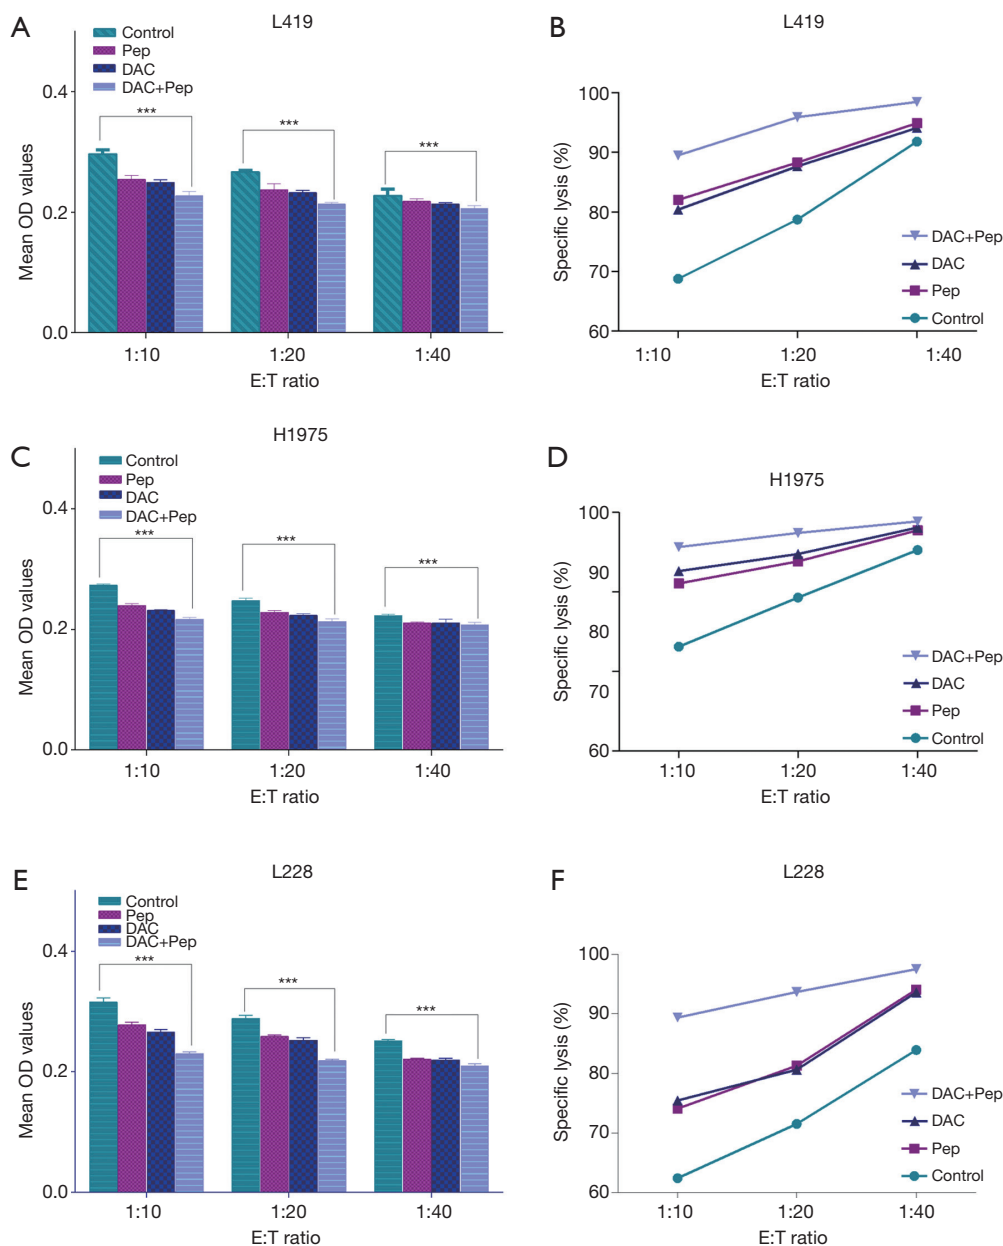 A
L419
Control
Pep
DAC
DAC+Pep
***
***
***
0.4
0.2
0.0
Mean OD values
1:10
1:20
1:40
E:T ratio
B
L419
100
90
80
70
60
Specific lysis (%)
DAC+Pep
DAC
Pep
Control
1:10
1:20
1:40
E:T ratio
C
H1975
Control
Pep
DAC
DAC+Pep
***
***
***
0.4
0.2
0.0
Mean OD values
1:10
1:20
1:40
E:T ratio
D
H1975
100
90
80
70
60
Specific lysis (%)
DAC+Pep
DAC
Pep
Control
1:10
1:20
1:40
E:T ratio
E
L228
Control
Pep
DAC
DAC+Pep
***
***
***
0.4
0.2
0.0
Mean OD values
1:10
1:20
1:40
E:T ratio
F
L228
100
90
80
70
60
Specific lysis (%)
DAC+Pep
DAC
Pep
Control
1:10
1:20
1:40
E:T ratio